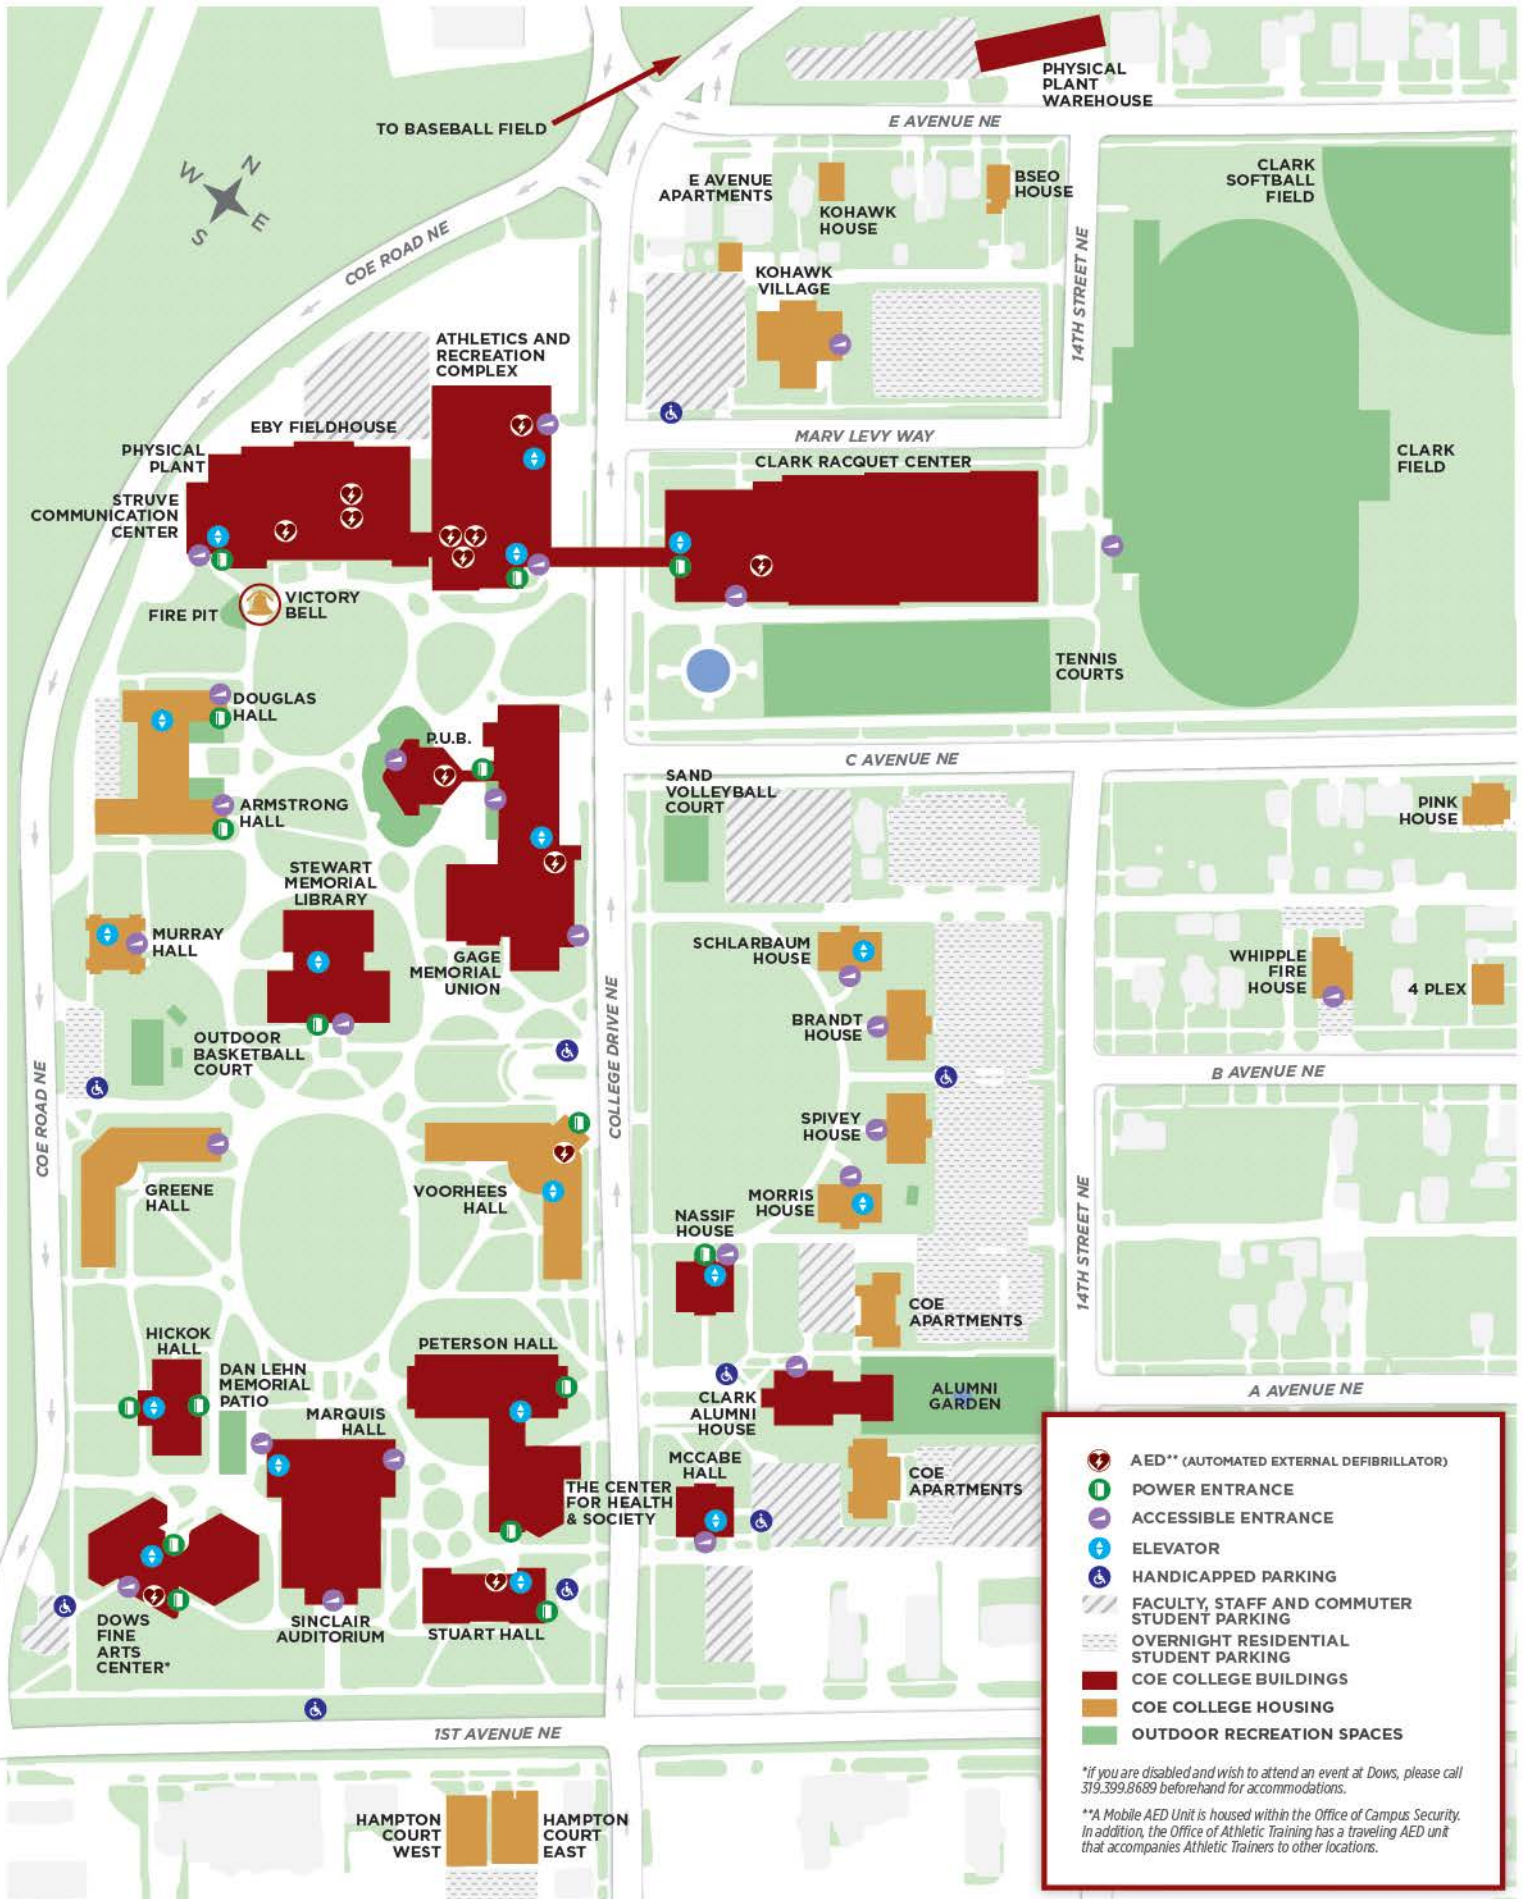 PHYSICAL
PLANT
WAREHOUSE
TO BASEBALL FIELD
E AVENUE NE
N
W
E
S
E AVENUE
APARTMENTS
KOHAWK
HOUSE
BSEO
HOUSE
CLARK
SOFTBALL
FIELD
COE ROAD NE
KOHAWK
VILLAGE
14TH STREET NE
ATHLETICS AND
RECREATION
COMPLEX
EBY FIELDHOUSE
PHYSICAL
PLANT
STRUVE
COMMUNICATION
CENTER
MARV LEVY WAY
CLARK RACQUET CENTER
CLARK
FIELD
FIRE PIT
VICTORY
BELL
TENNIS
COURTS
DOUGLAS
HALL
P.U.B.
C AVENUE NE
SAND
VOLLEYBALL
COURT
ARMSTRONG
HALL
PINK
HOUSE
STEWART
MEMORIAL
LIBRARY
MURRAY
HALL
GAGE
MEMORIAL
UNION
SCHLARBAUM
HOUSE
WHIPPLE
FIRE
HOUSE
4 PLEX
BRANDT
HOUSE
OUTDOOR
BASKETBALL
COURT
COLLEGE DRIVE NE
B AVENUE NE
COE ROAD NE
SPIVEY
HOUSE
GREENE
HALL
VOORHEES
HALL
MORRIS
HOUSE
NASSIF
HOUSE
14TH STREET NE
COE
APARTMENTS
HICKOK
HALL
DAN LEHN
MEMORIAL
PATIO
PETERSON HALL
MARQUIS
HALL
CLARK
ALUMNI
HOUSE
ALUMNI
GARDEN
A AVENUE NE
MCCABE
HALL
COE
APARTMENTS
THE CENTER
FOR HEALTH
& SOCIETY
DOWS
FINE
ARTS
CENTER*
SINCLAIR
AUDITORIUM
STUART HALL
1ST AVENUE NE
HAMPTON
COURT
WEST
HAMPTON
COURT
EAST
AED** (AUTOMATED EXTERNAL DEFIBRILLATOR)
POWER ENTRANCE
ACCESSIBLE ENTRANCE
ELEVATOR
HANDICAPPED PARKING
FACULTY, STAFF AND COMMUTER
STUDENT PARKING
OVERNIGHT RESIDENTIAL
STUDENT PARKING
COE COLLEGE BUILDINGS
COE COLLEGE HOUSING
OUTDOOR RECREATION SPACES
*if you are disabled and wish to attend an event at Dows, please call
319.399.8689 beforehand for accommodations.
**A Mobile AED Unit is housed within the Office of Campus Security.
In addition, the Office of Athletic Training has a traveling AED unit
that accompanies Athletic Trainers to other locations.